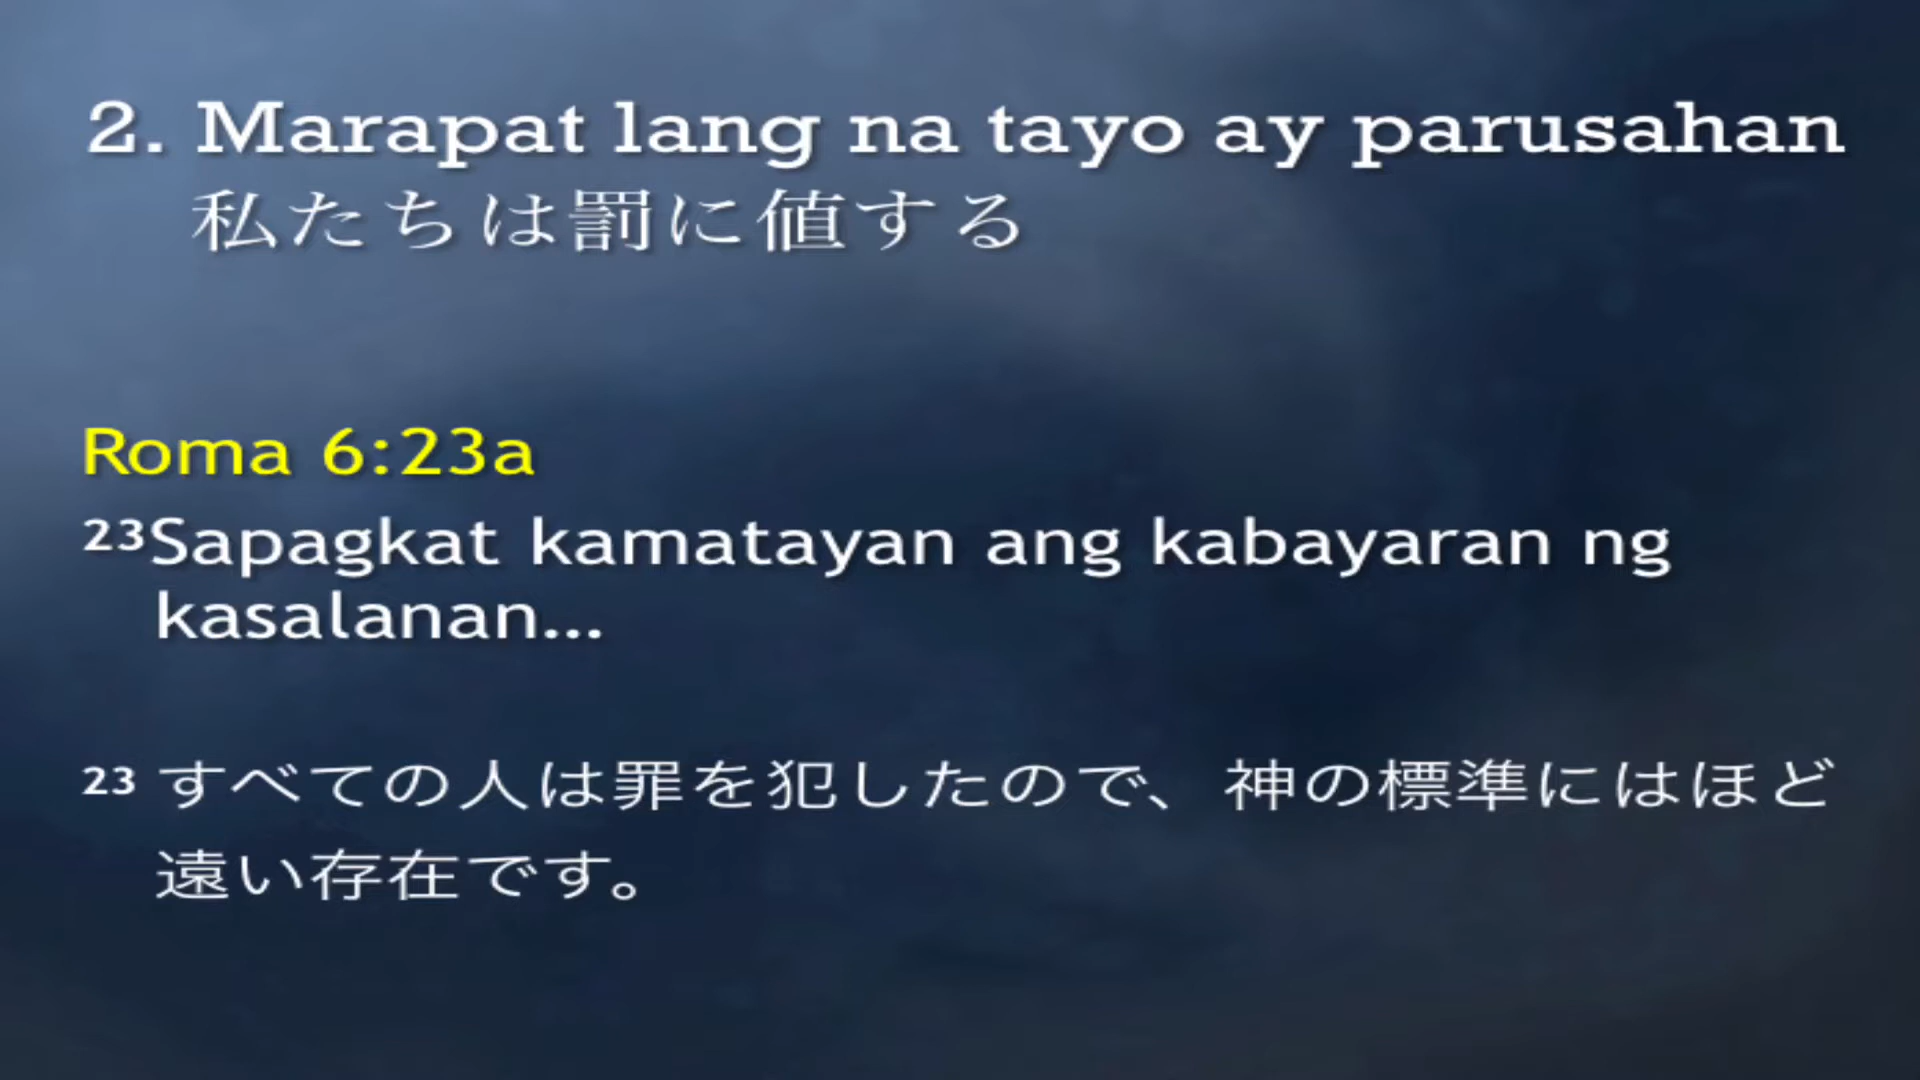 2. Marapat lang na tayo ay parusahan
私たちは罰に値する
Roma 6:23a
23Sapagkat kamatayan ang kabayaran ng
kasalanan...
23 すべての人は罪を犯したので、神の標準にはほど
遠い存在です。